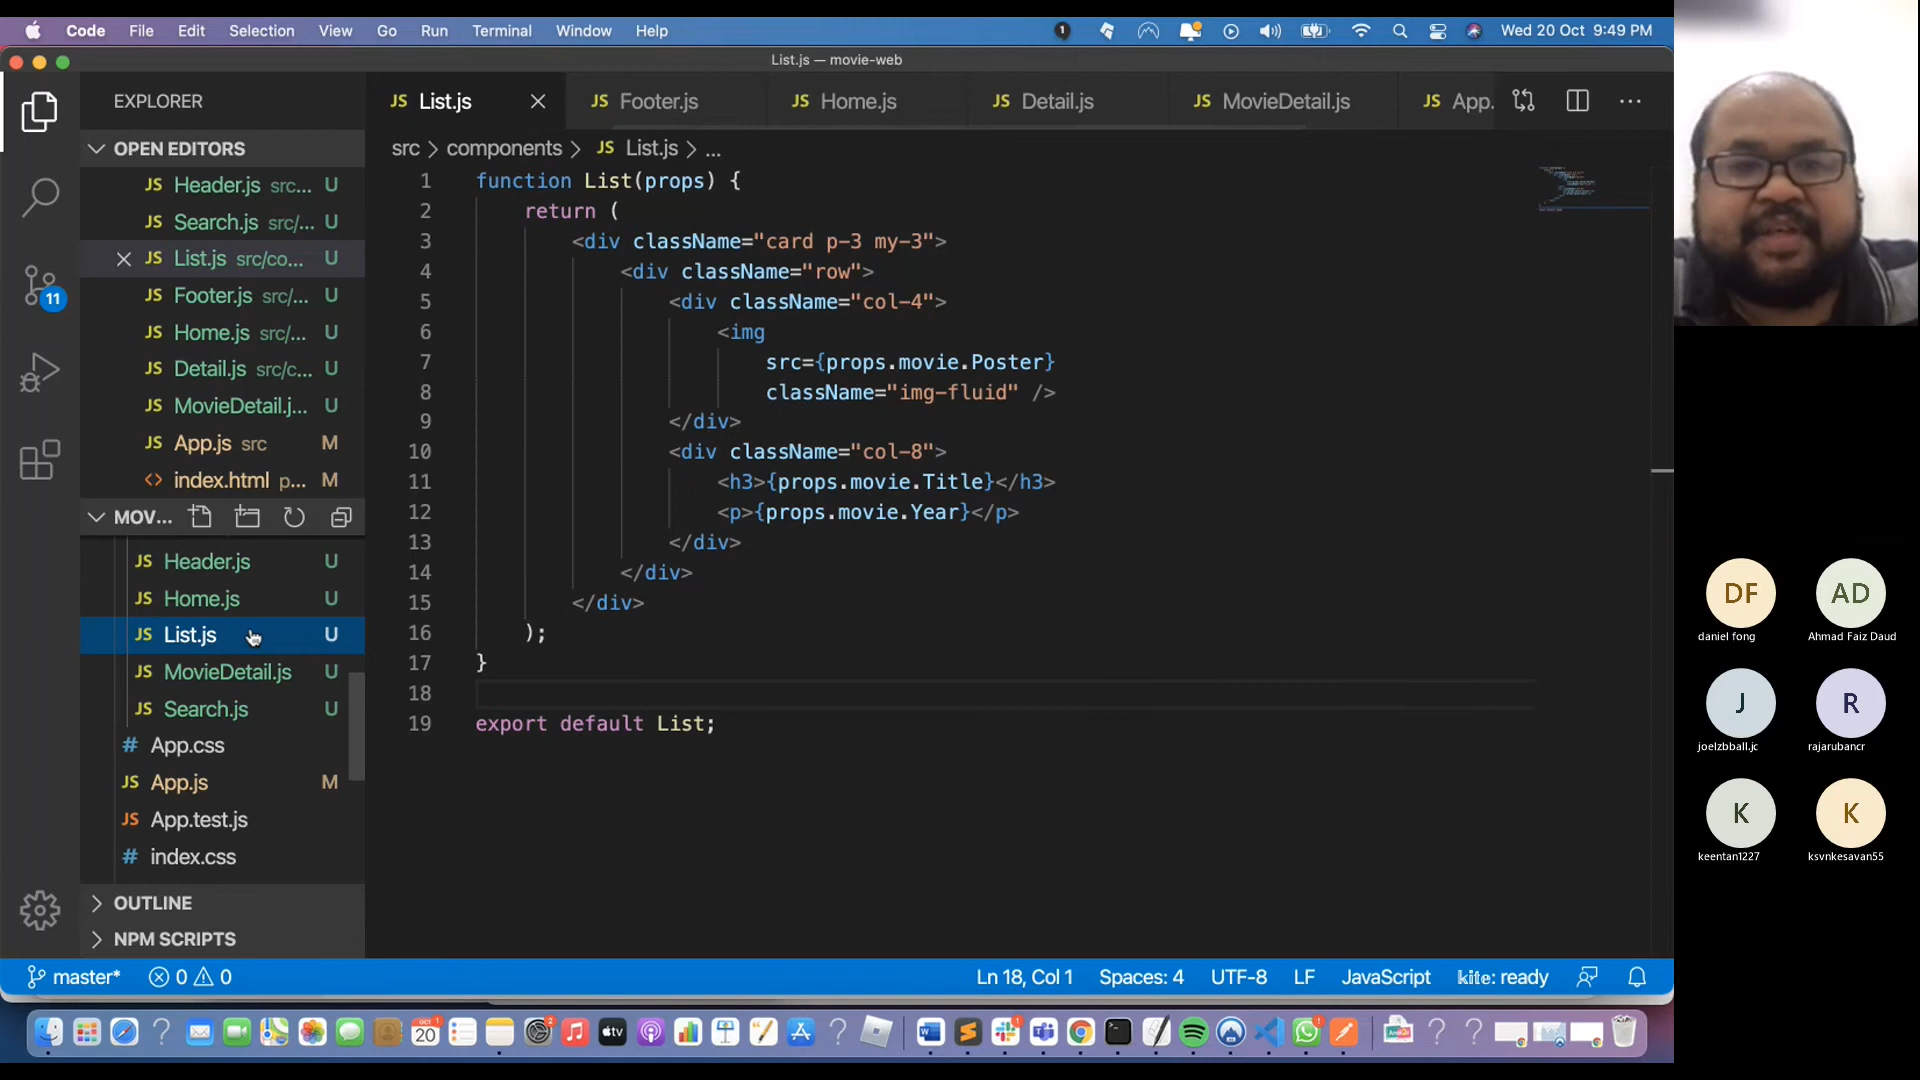 Code File Edit Selection View Go Run Terminal Window Help
1
Wed 20 Oct 9:49 PM
List.js — movie-web
EXPLORER
JS List.js JS Footer.js JS Home.js JS Detail.js JS MovieDetail.js JS App.
OPEN EDITORS
JS Header.js src... U
JS Search.js src/... U
JS List.js src/co... U
JS Footer.js src/... U
JS Home.js src/... U
JS Detail.js src/c... U
JS MovieDetail.j... U
JS App.js src M
<> index.html p... M
11
MOV...
JS Header.js U
JS Home.js U
JS List.js U
JS MovieDetail.js U
JS Search.js U
# App.css
JS App.js M
JS App.test.js
# index.css
OUTLINE
NPM SCRIPTS
src > components > JS List.js > ...
1 function List(props) {
2 return (
3 <div className="card p-3 my-3">
4 <div className="row">
5 <div className="col-4">
6 <img
7 src={props.movie.Poster}
8 className="img-fluid" />
9 </div>
10 <div className="col-8">
11 <h3>{props.movie.Title}</h3>
12 <p>{props.movie.Year}</p>
13 </div>
14 </div>
15 </div>
16 );
17 }
18
19 export default List;
master* 0 0 Ln 18, Col 1 Spaces: 4 UTF-8 LF JavaScript kite: ready
OCT
20
tv
DF AD
daniel fong Ahmad Faiz Daud
J R
joelzbball.jc rajarubancr
K K
keentan1227 ksvnkesavan55